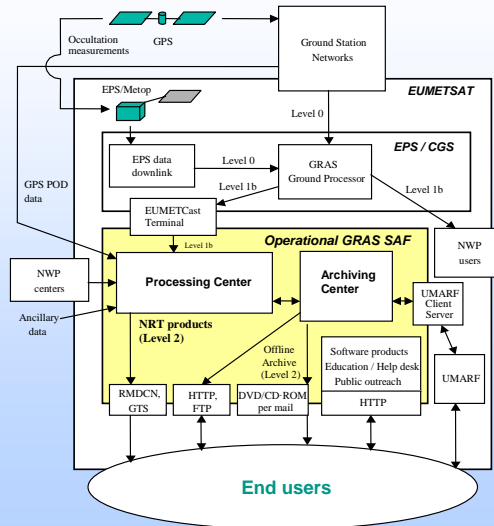 Occultation
measurements
GPS
Ground Station
Networks
EUMETSAT
EPS/Metop
Level 0
EPS / CGS
EPS data
downlink
Level 0
GRAS
Ground Processor
Level 1b
Level 1b
GPS POD
data
EUMETCast
Terminal
Level 1b
Operational GRAS SAF
NWP
users
NWP
centers
Processing Center
Archiving
Center
UMARF
Client
Server
Ancillary
data
NRT products
(Level 2)
Offline
Archive
(Level 2)
Software products
Education / Help desk
Public outreach
UMARF
RMDCN,
GTS
HTTP,
FTP
DVD/CD-ROM
per mail
HTTP
End users